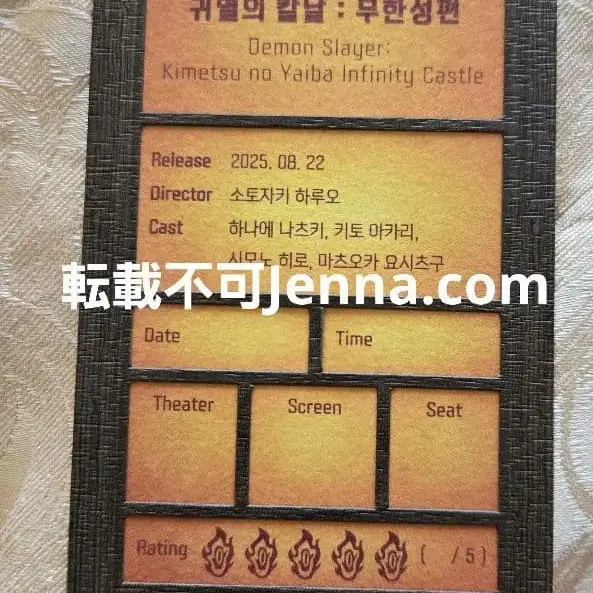 귀멸의 칼날 : 무한성편
Demon Slayer:
Kimetsu no Yaiba Infinity Castle
Release 2025. 08. 22
Director 소토자키 하루오
Cast 하나에 나츠키, 키토 아카리,
시모노 히로, 마츠오카 요시츠구
転載不可Jenna.com
Date Time
Theater Screen Seat
Rating ( /5)